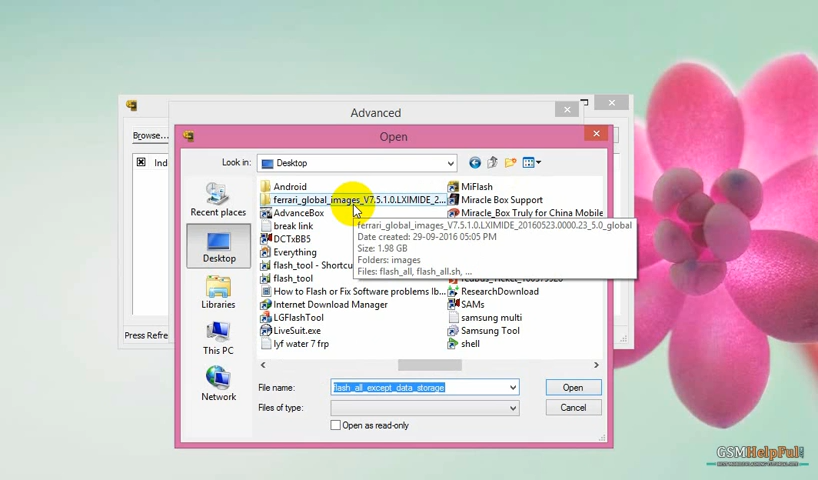 Advanced
Browse...
Ind
Press Refre
Open
Look in:
Desktop
Recent places
Desktop
Libraries
This PC
Network
Android
ferrari_global_images_V7.5.1.0.LXIMIDE_2...
AdvanceBox
break link
DCTxBB5
Everything
flash_tool - Shortc
flash_tool
How to Flash or Fix Software problems Ib...
Internet Download Manager
LGFlashTool
LiveSuit.exe
lyf water 7 frp
MiFlash
Miracle Box Support
Miracle_Box Truly for China Mobile
ResearchDownload
SAMs
samsung multi
Samsung Tool
shell
ferrari_global_images_V7.5.1.0.LXIMIDE_20160523.0000.23_5.0_global
Date created: 29-09-2016 05:05 PM
Size: 1.98 GB
Folders: images
Files: flash_all, flash_all.sh, ...
File name:
flash_all_except_data_storage
Open
Files of type:
Cancel
Open as read-only
GSMHelpFul